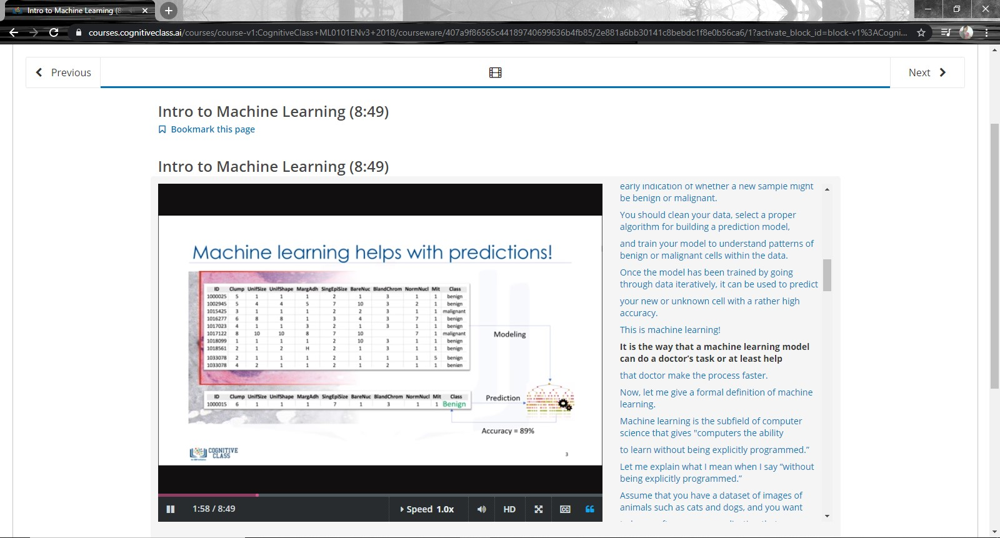 Intro to Machine Learning (8
courses.cognitiveclass.ai/courses/course-v1:CognitiveClass+ML0101ENv3+2018/courseware/407a9f86565c44189740699636b4fb85/2e881a6bb30141c8bebdc1f8e0b56ca6/1?activate_block_id=block-v1%3ACogni...
Previous
Next
Intro to Machine Learning (8:49)
Bookmark this page
Intro to Machine Learning (8:49)
Machine learning helps with predictions!
ID Clump UnifSize UnifShape MargAdh SingEpiSize BareNuc BlandChrom NormNucl Mit Class
1000025 5 1 1 1 2 1 3 1 1 benign
1002945 5 4 4 5 7 10 3 2 1 benign
1015425 3 1 1 1 2 2 3 1 1 malignant
1016277 6 8 8 1 3 4 3 7 1 benign
1017023 4 1 1 3 2 1 3 1 1 benign
1017122 8 10 10 8 7 10 7 1 malignant
1018099 1 1 1 1 2 10 3 1 1 benign
1018561 2 1 2 H 2 1 3 1 1 benign
1033078 2 1 1 1 2 1 1 1 5 benign
1033078 4 2 1 1 2 1 2 1 1 benign
Modeling
ID Clump UnifSize UnifShape MargAdh SingEpiSize BareNuc BlandChrom NormNucl Mit Class
1000015 6 1 1 1 7 1 3 1 1 Benign
Prediction
Accuracy = 89%
COGNITIVE
CLASS
3
1:58 / 8:49
Speed 1.0x
HD
CC
early indication of whether a new sample might
be benign or malignant.
You should clean your data, select a proper
algorithm for building a prediction model,
and train your model to understand patterns of
benign or malignant cells within the data.
Once the model has been trained by going
through data iteratively, it can be used to predict
your new or unknown cell with a rather high
accuracy.
This is machine learning!
It is the way that a machine learning model
can do a doctor’s task or at least help
that doctor make the process faster.
Now, let me give a formal definition of machine
learning.
Machine learning is the subfield of computer
science that gives "computers the ability
to learn without being explicitly programmed.”
Let me explain what I mean when I say “without
being explicitly programmed.”
Assume that you have a dataset of images of
animals such as cats and dogs, and you want